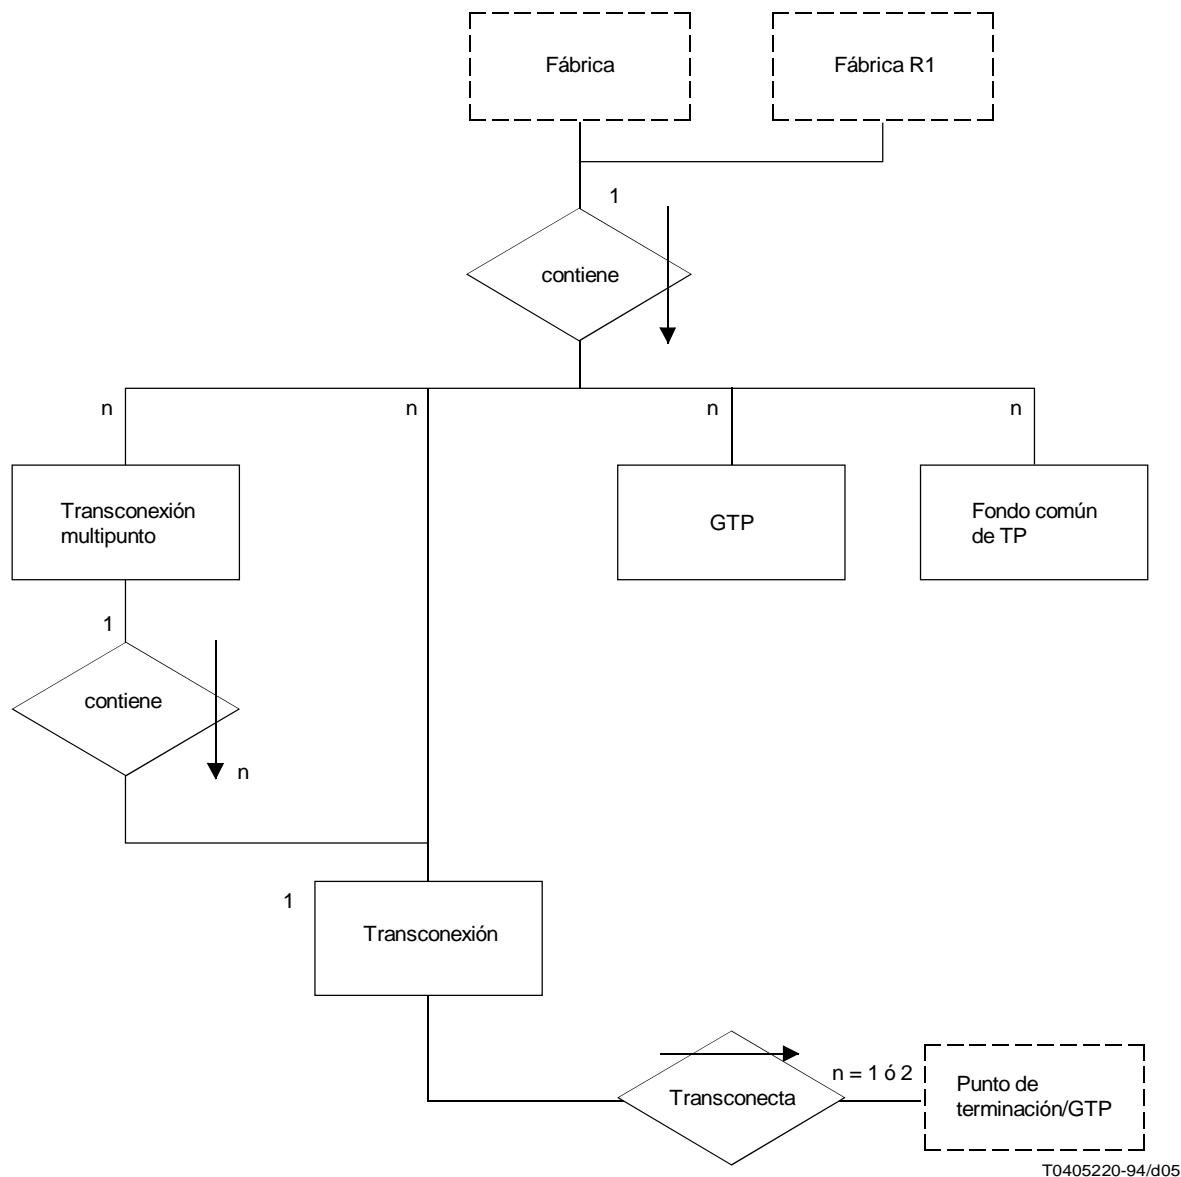 Fábrica
Fábrica R1
1
contiene
n
n
n
n
Transconexión
multipunto
GTP
Fondo común
de TP
1
contiene
n
1
Transconexión
Transconecta
n = 1 ó 2
Punto de
terminación/GTP
T0405220-94/d05